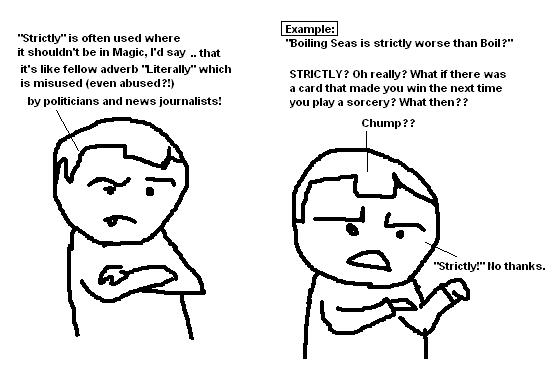 "Strictly" is often used where
it shouldn't be in Magic, I'd say .. that
it's like fellow adverb "Literally" which
is misused (even abused?!)
by politicians and news journalists!
Example:
"Boiling Seas is strictly worse than Boil?"
STRICTLY? Oh really? What if there was
a card that made you win the next time
you play a sorcery? What then??
Chump??
"Strictly!" No thanks.